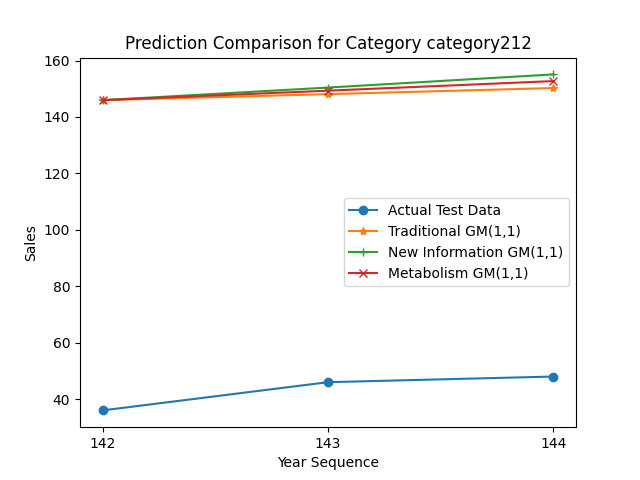 Prediction Comparison for Category category212
160
140
120
100
80
60
40
Sales
Actual Test Data
Traditional GM(1,1)
New Information GM(1,1)
Metabolism GM(1,1)
142
143
144
Year Sequence